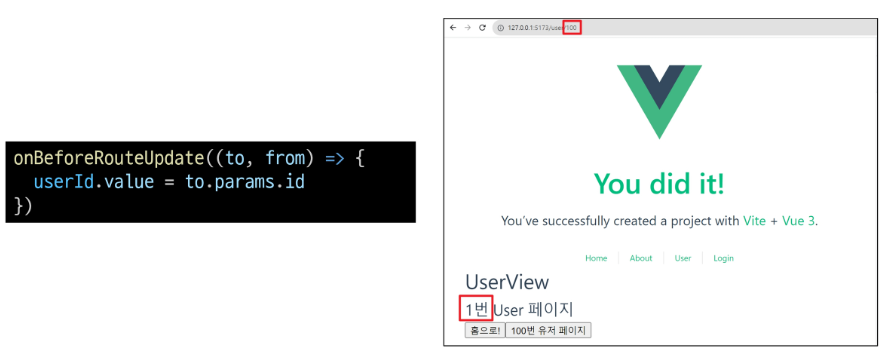 onBeforeRouteUpdate((to, from) => {
  userId.value = to.params.id
})
127.0.0.1:5173/user/100
You did it!
You've successfully created a project with Vite + Vue 3.
Home About User Login
UserView
1번 User 페이지
홈으로! 100번 유저 페이지